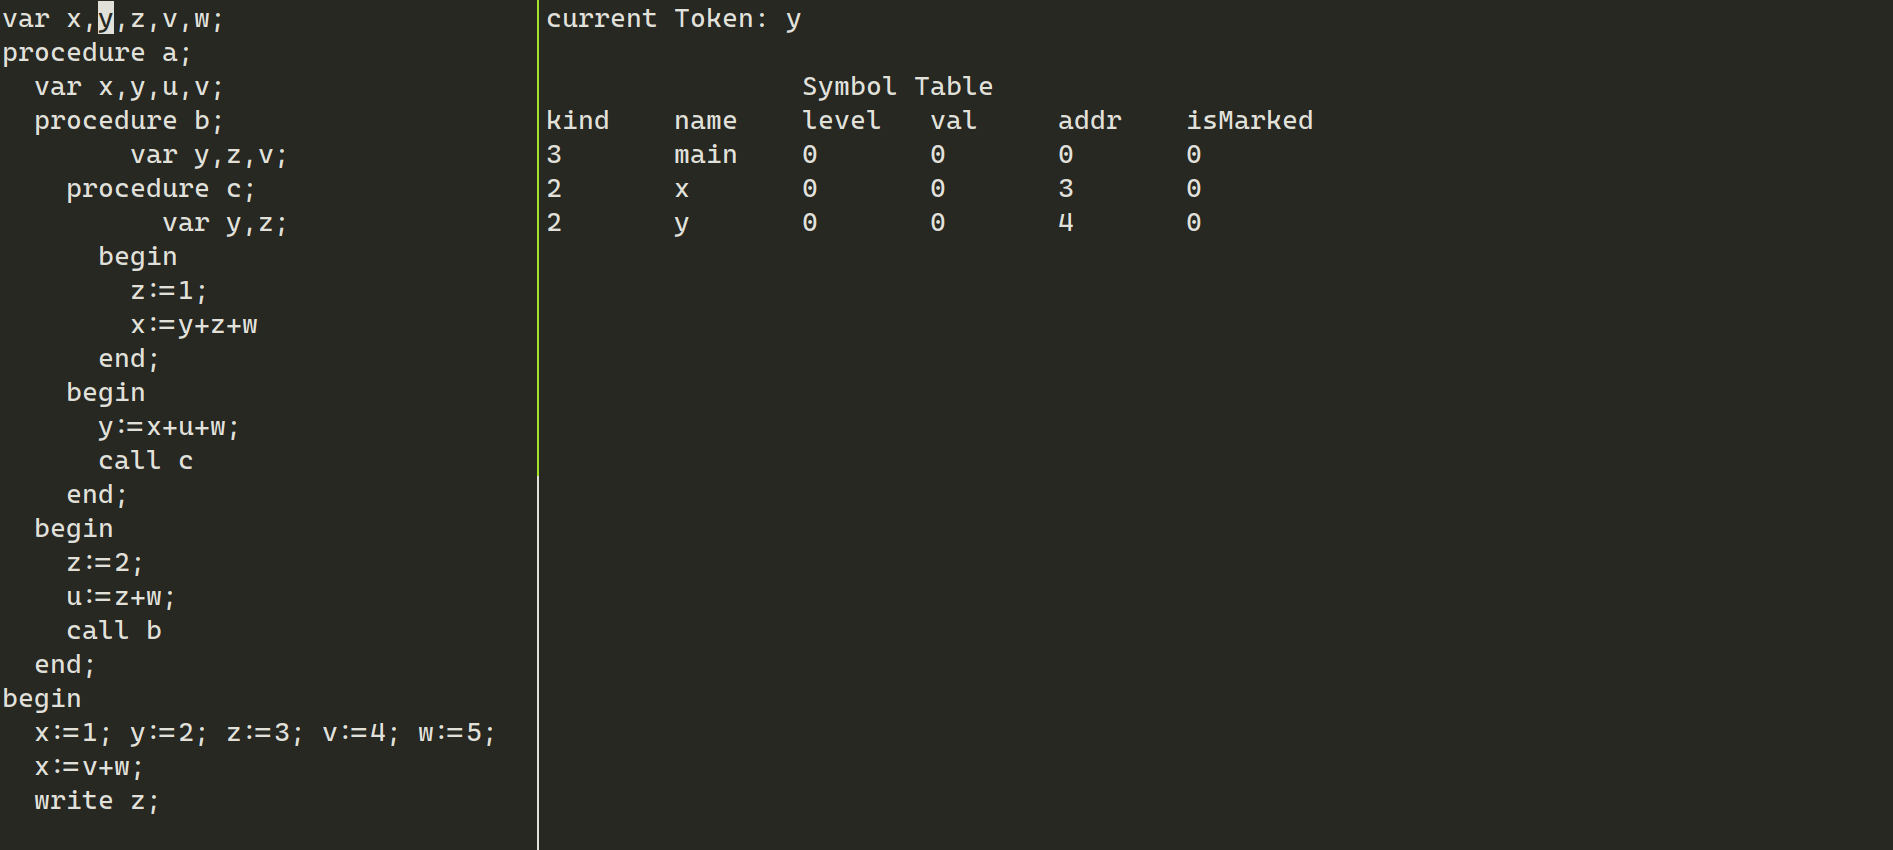 var x,y,z,v,w;
procedure a;
  var x,y,u,v;
  procedure b;
        var y,z,v;
    procedure c;
          var y,z;
      begin
        z:=1;
        x:=y+z+w
      end;
    begin
      y:=x+u+w;
      call c
    end;
  begin
    z:=2;
    u:=z+w;
    call b
  end;
begin
  x:=1; y:=2; z:=3; v:=4; w:=5;
  x:=v+w;
  write z;
current Token: y
Symbol Table
kind    name    level   val     addr    isMarked
3       main    0       0       0       0
2       x       0       0       3       0
2       y       0       0       4       0